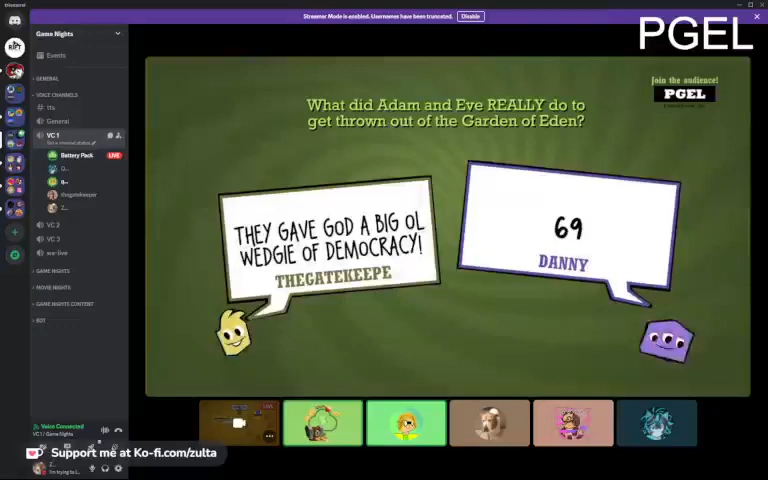 Streamer Mode is enabled. Usernames have been truncated. Disable
PGEL
Game Nights
Events
GENERAL
VOICE CHANNELS
tts
General
VC 1
Battery Pack LIVE
thegatekeeper
Z...
VC 2
VC 3
GAME NIGHTS
MOVIE NIGHTS
GAME NIGHTS CONTENT
BOT
Join the audience!
PGEL
What did Adam and Eve REALLY do to
get thrown out of the Garden of Eden?
THEY GAVE GOD A BIG OL
WEDGIE OF DEMOCRACY!
THEGATEKEEPE
69
DANNY
Voice Connected
VC 1 / Game Nights
Support me at Ko-fi.com/zulta
Z...